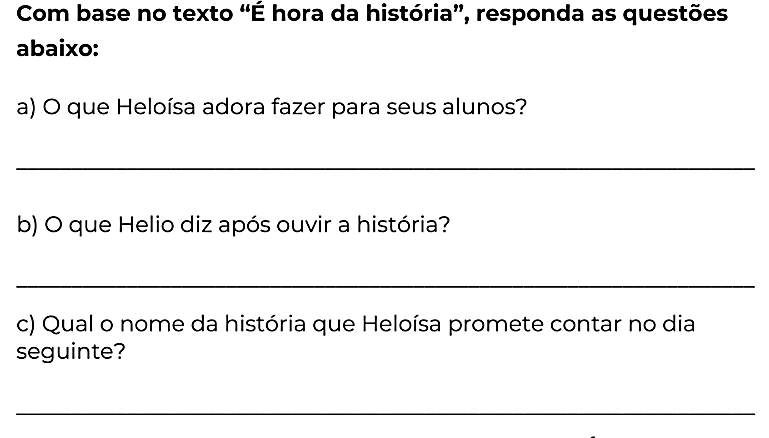 Com base no texto “É hora da história”, responda as questões
abaixo:
a) O que Heloísa adora fazer para seus alunos?
b) O que Helio diz após ouvir a história?
c) Qual o nome da história que Heloísa promete contar no dia
seguinte?